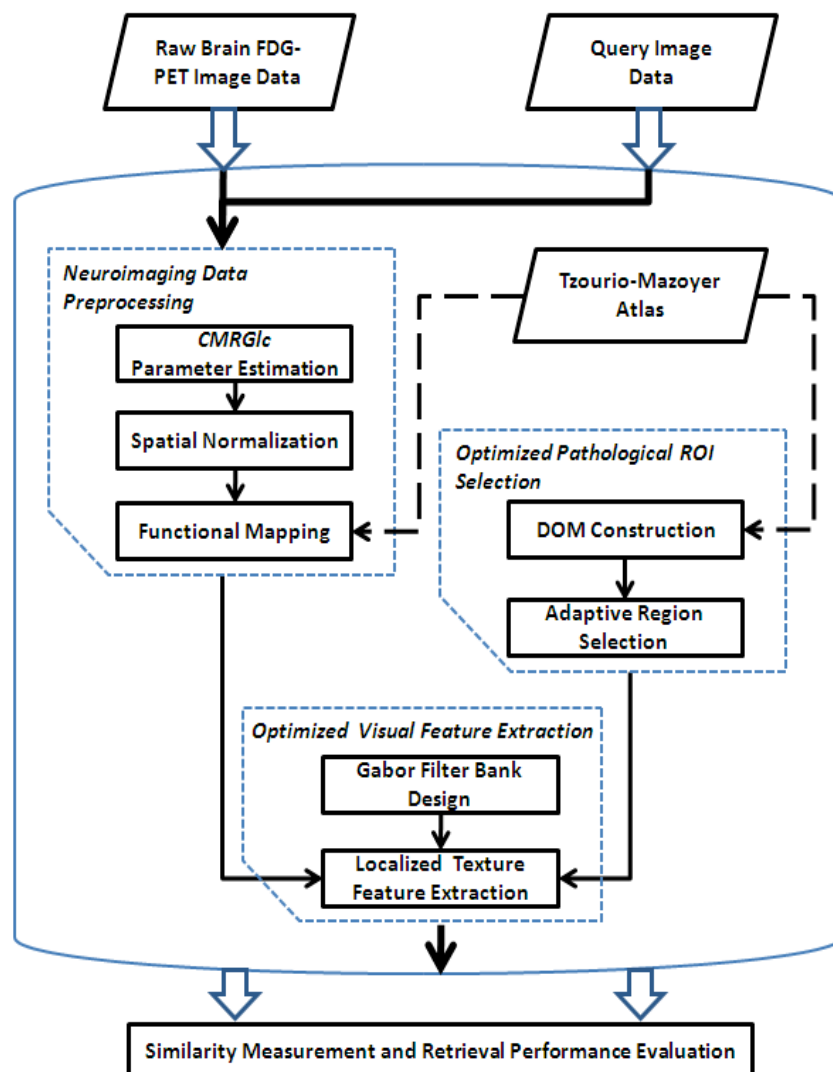 Raw Brain FDG-
PET Image Data
Query Image
Data
Neuroimaging Data
Preprocessing
Tzourio-Mazoyer
Atlas
CMRGlc
Parameter Estimation
Spatial Normalization
Functional Mapping
Optimized Pathological ROI
Selection
DOM Construction
Adaptive Region
Selection
Optimized Visual Feature Extraction
Gabor Filter Bank
Design
Localized Texture
Feature Extraction
Similarity Measurement and Retrieval Performance Evaluation